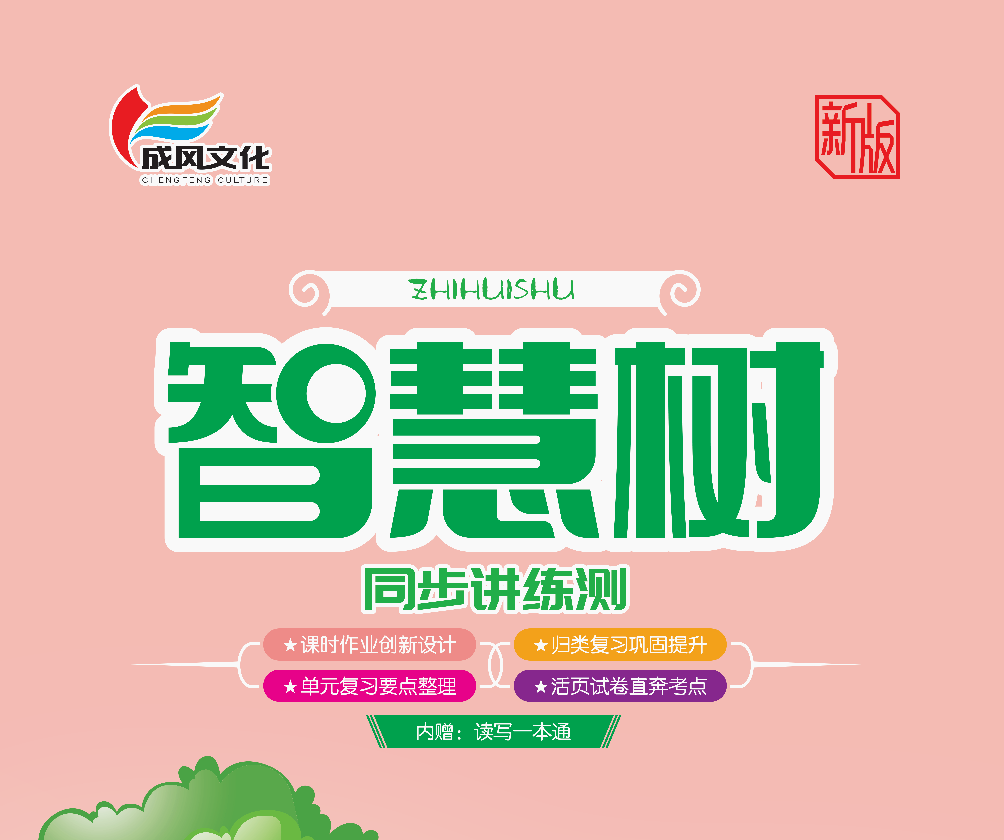 成风文化
CHENGFENG CULTURE
新版
ZHIHUISHU
智慧树
同步讲练测
★课时作业创新设计
★归类复习巩固提升
★单元复习要点整理
★活页试卷直奔考点
内赠：读写一本通